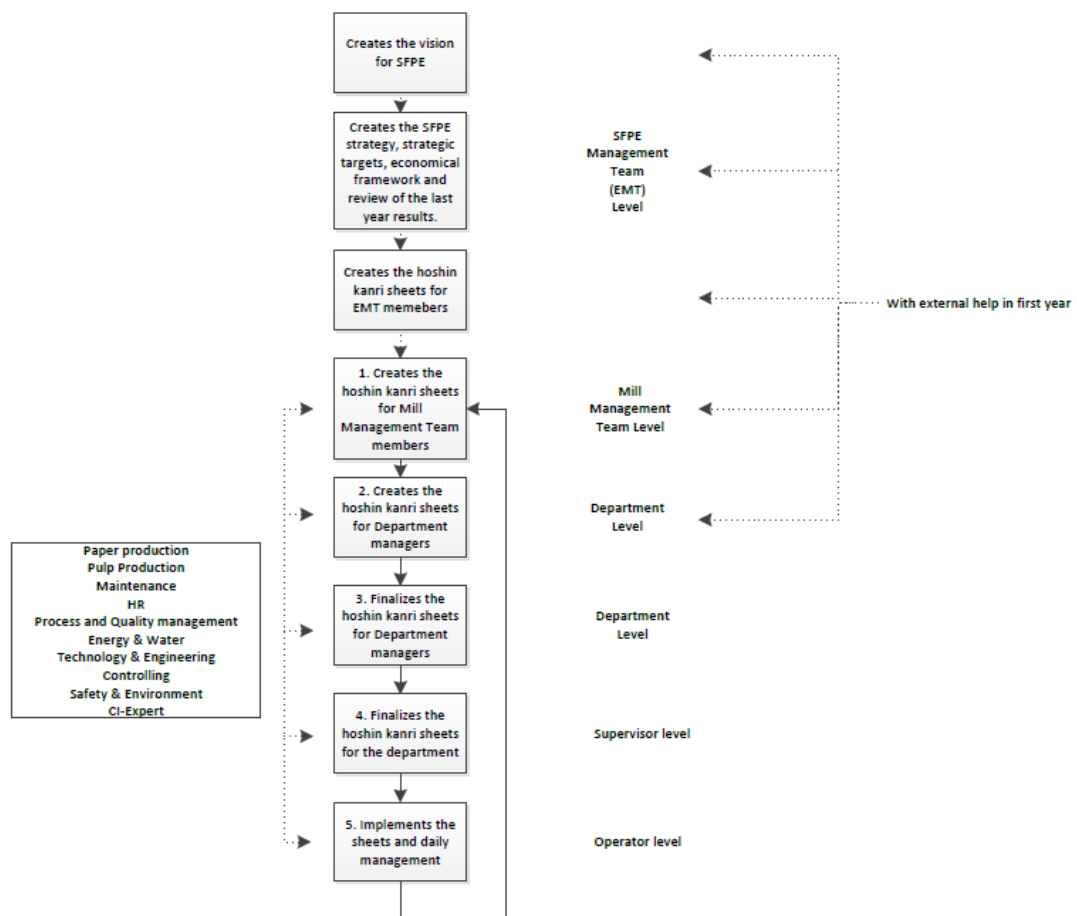 Creates the vision
for SFPE
Creates the SFPE
strategy, strategic
targets, economical
framework and
review of the last
year results.
SFPE
Management
Team
(EMT)
Level
Creates the hoshin
kanri sheets for
EMT memebers
With external help in first year
1. Creates the
hoshin kanri sheets
for Mill
Management Team
members
Mill
Management
Team Level
2. Creates the
hoshin kanri sheets
for Department
managers
Department
Level
Paper production
Pulp Production
Maintenance
HR
Process and Quality management
Energy & Water
Technology & Engineering
Controlling
Safety & Environment
CI-Expert
3. Finalizes the
hoshin kanri sheets
for Department
managers
Department
Level
4. Finalizes the
hoshin kanri sheets
for the department
Supervisor level
5. Implements the
sheets and daily
management
Operator level